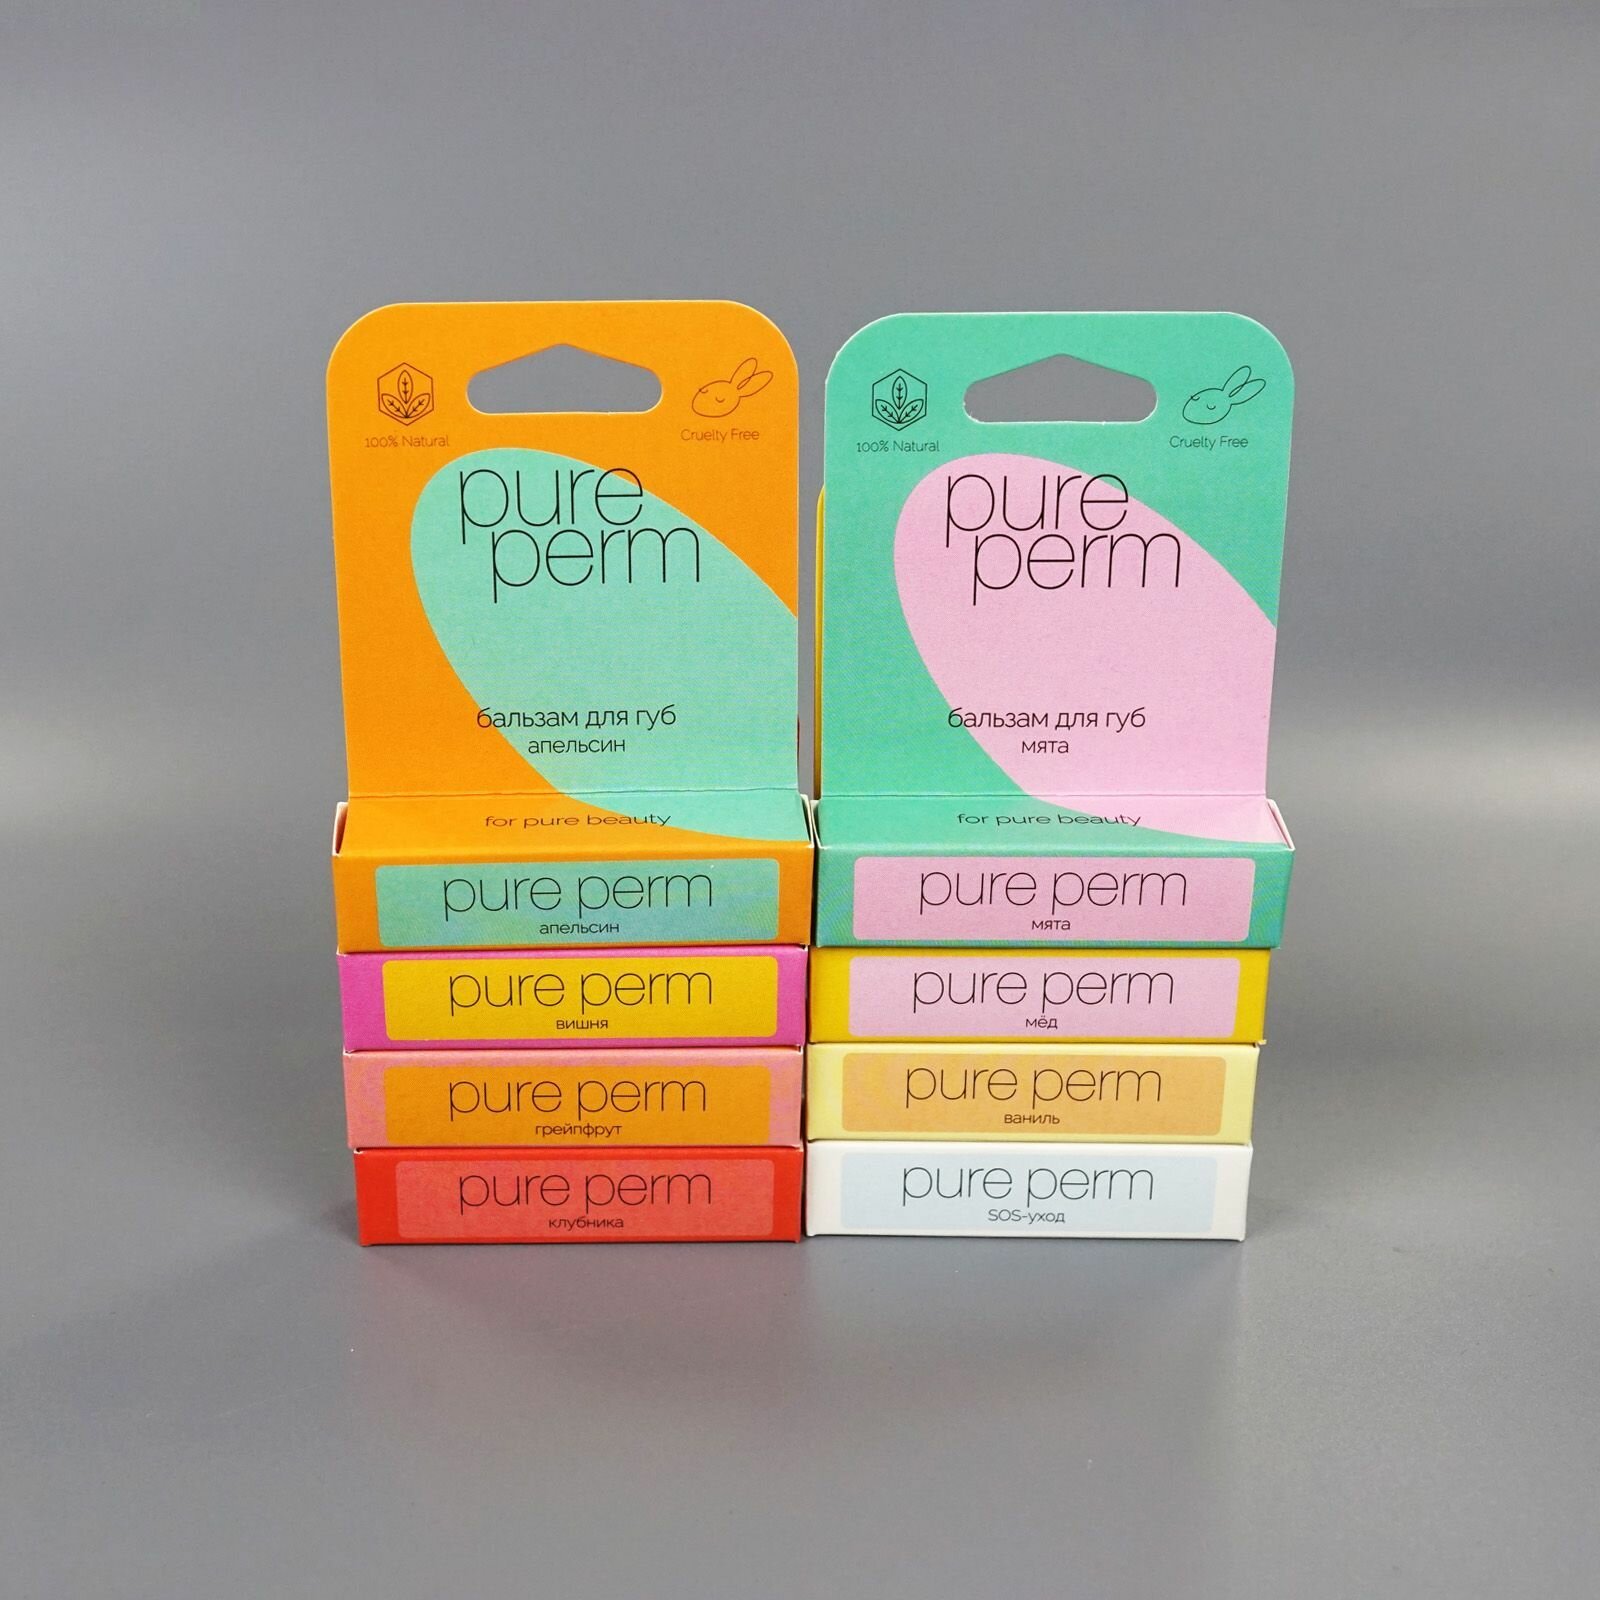 100% Natural
Cruelty Free
pure
perm
бальзам для губ
апельсин
for pure beauty
pure perm
апельсин
pure perm
вишня
pure perm
грейпфрут
pure perm
клубника
100% Natural
Cruelty Free
pure
perm
бальзам для губ
мята
for pure beauty
pure perm
мята
pure perm
мёд
pure perm
ваниль
pure perm
SOS-уход